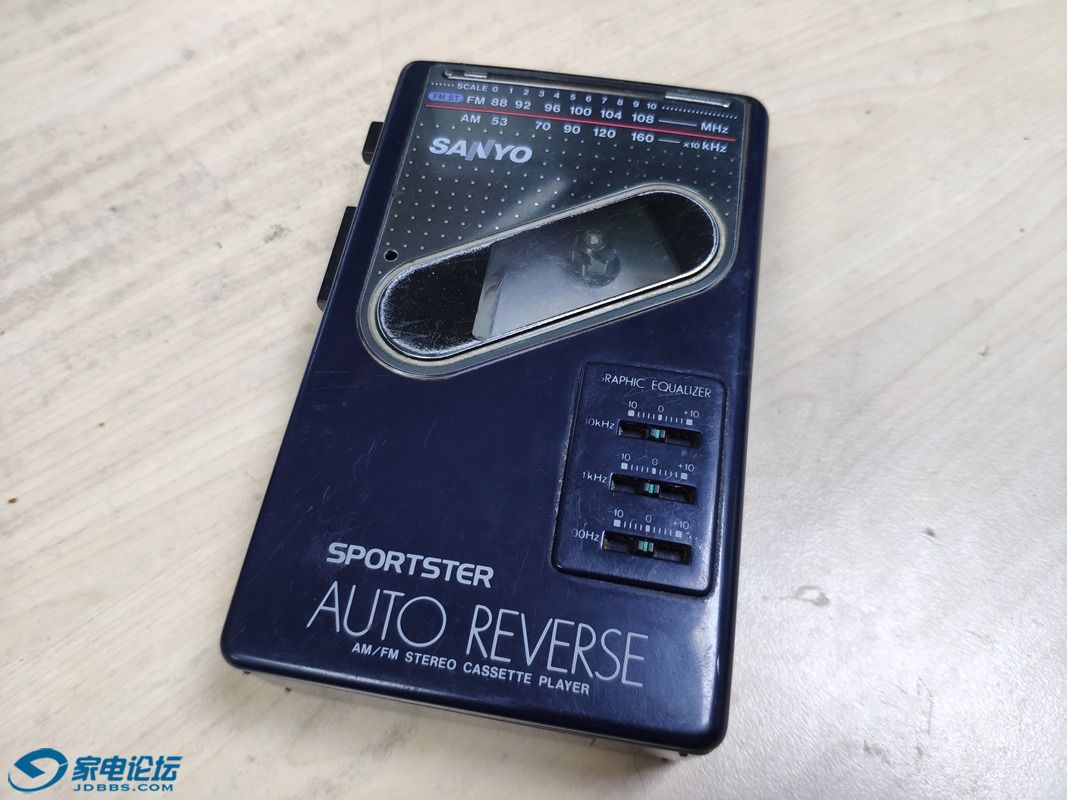 SCALE 0 1 2 3 4 5 6 7 8 9 10
FM ST FM 88 92 96 100 104 108 MHz
AM 53 70 90 120 160 x10 kHz
SANYO
RAPHIC EQUALIZER
10 0 +10
0kHz
10 0 +10
1kHz
-10 0 +10
00Hz
SPORTSTER
AUTO REVERSE
AM/FM STEREO CASSETTE PLAYER
家电论坛
JDBBS.COM